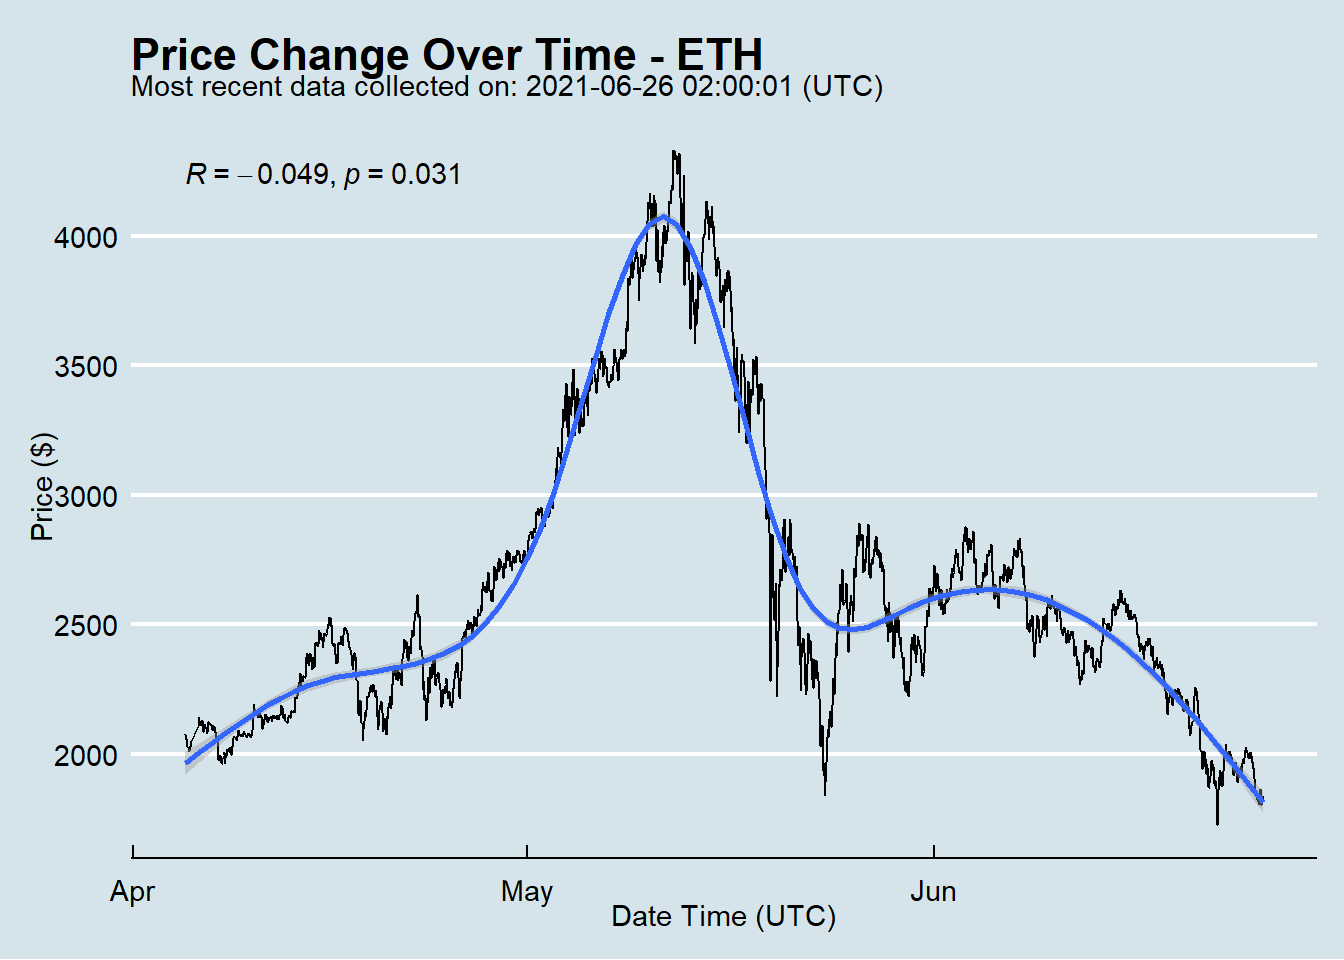 Price Change Over Time - ETH
Most recent data collected on: 2021-06-26 02:00:01 (UTC)
R = −0.049, p = 0.031
4000
3500
3000
2500
2000
Price ($)
Apr
May
Jun
Date Time (UTC)